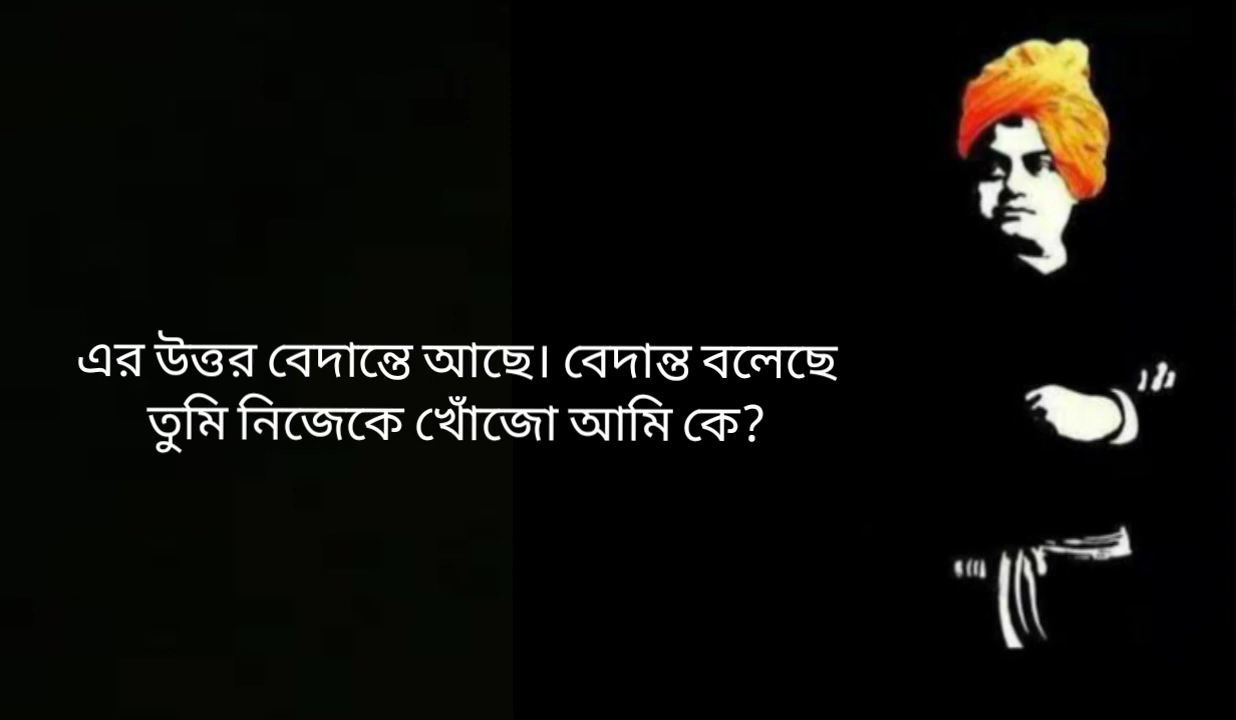 এর উত্তর বেদান্তে আছে। বেদান্ত বলেছে
তুমি নিজেকে খোঁজো আমি কে?